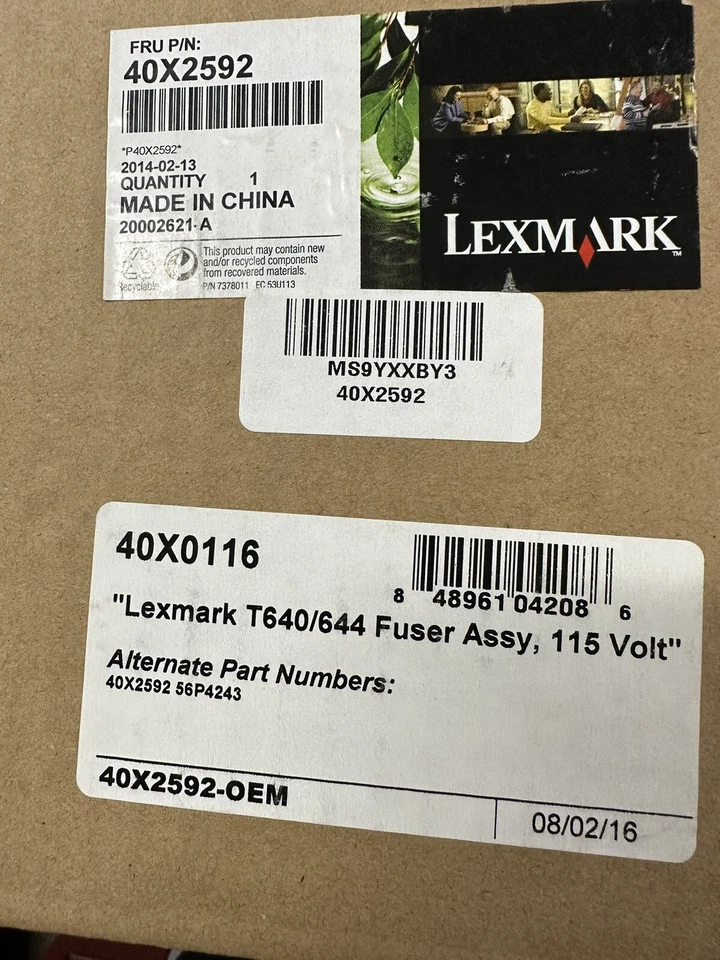 FRU P/N:
40X2592
*P40X2592*
2014-02-13
QUANTITY 1
MADE IN CHINA
20002621-A
Recyclable
This product may contain new
and/or recycled components
from recovered materials.
P/N 7378011 EC 53U113
LEXMARK™
MS9YXXBY3
40X2592
40X0116
8 48961 04208 6
"Lexmark T640/644 Fuser Assy, 115 Volt"
Alternate Part Numbers:
40X2592 56P4243
40X2592-OEM
08/02/16